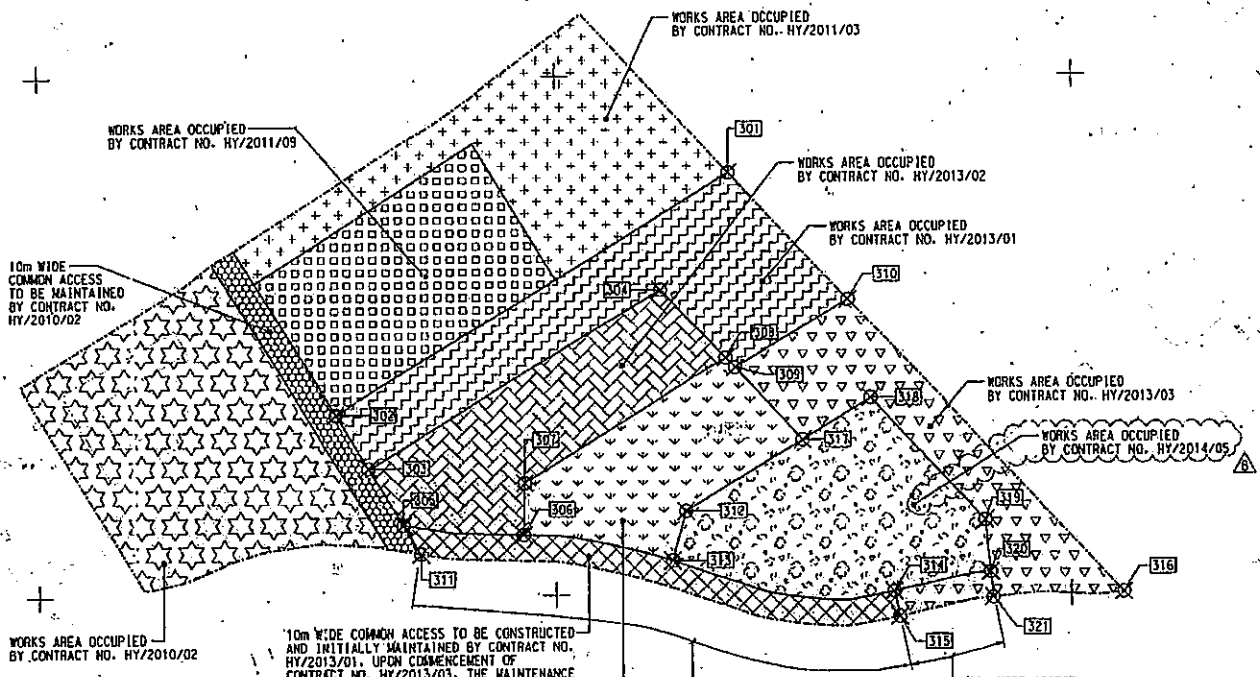 WORKS AREA OCCUPIED
BY CONTRACT NO. HY/2011/03
WORKS AREA OCCUPIED
BY CONTRACT NO. HY/2011/09
301
WORKS AREA OCCUPIED
BY CONTRACT NO. HY/2013/02
WORKS AREA OCCUPIED
BY CONTRACT NO. HY/2013/01
10m WIDE
COMMON ACCESS
TO BE MAINTAINED
BY CONTRACT NO.
HY/2010/02
304
310
308
309
WORKS AREA OCCUPIED
BY CONTRACT NO. HY/2013/03
318
302
307
317
WORKS AREA OCCUPIED
BY CONTRACT NO. HY/2014/05
B
303
305
312
319
306
313
320
311
314
316
315
321
WORKS AREA OCCUPIED
BY CONTRACT NO. HY/2010/02
10m WIDE COMMON ACCESS TO BE CONSTRUCTED
AND INITIALLY MAINTAINED BY CONTRACT NO.
HY/2013/01. UPON COMMENCEMENT OF
CONTRACT NO. HY/2013/03, THE MAINTENANCE